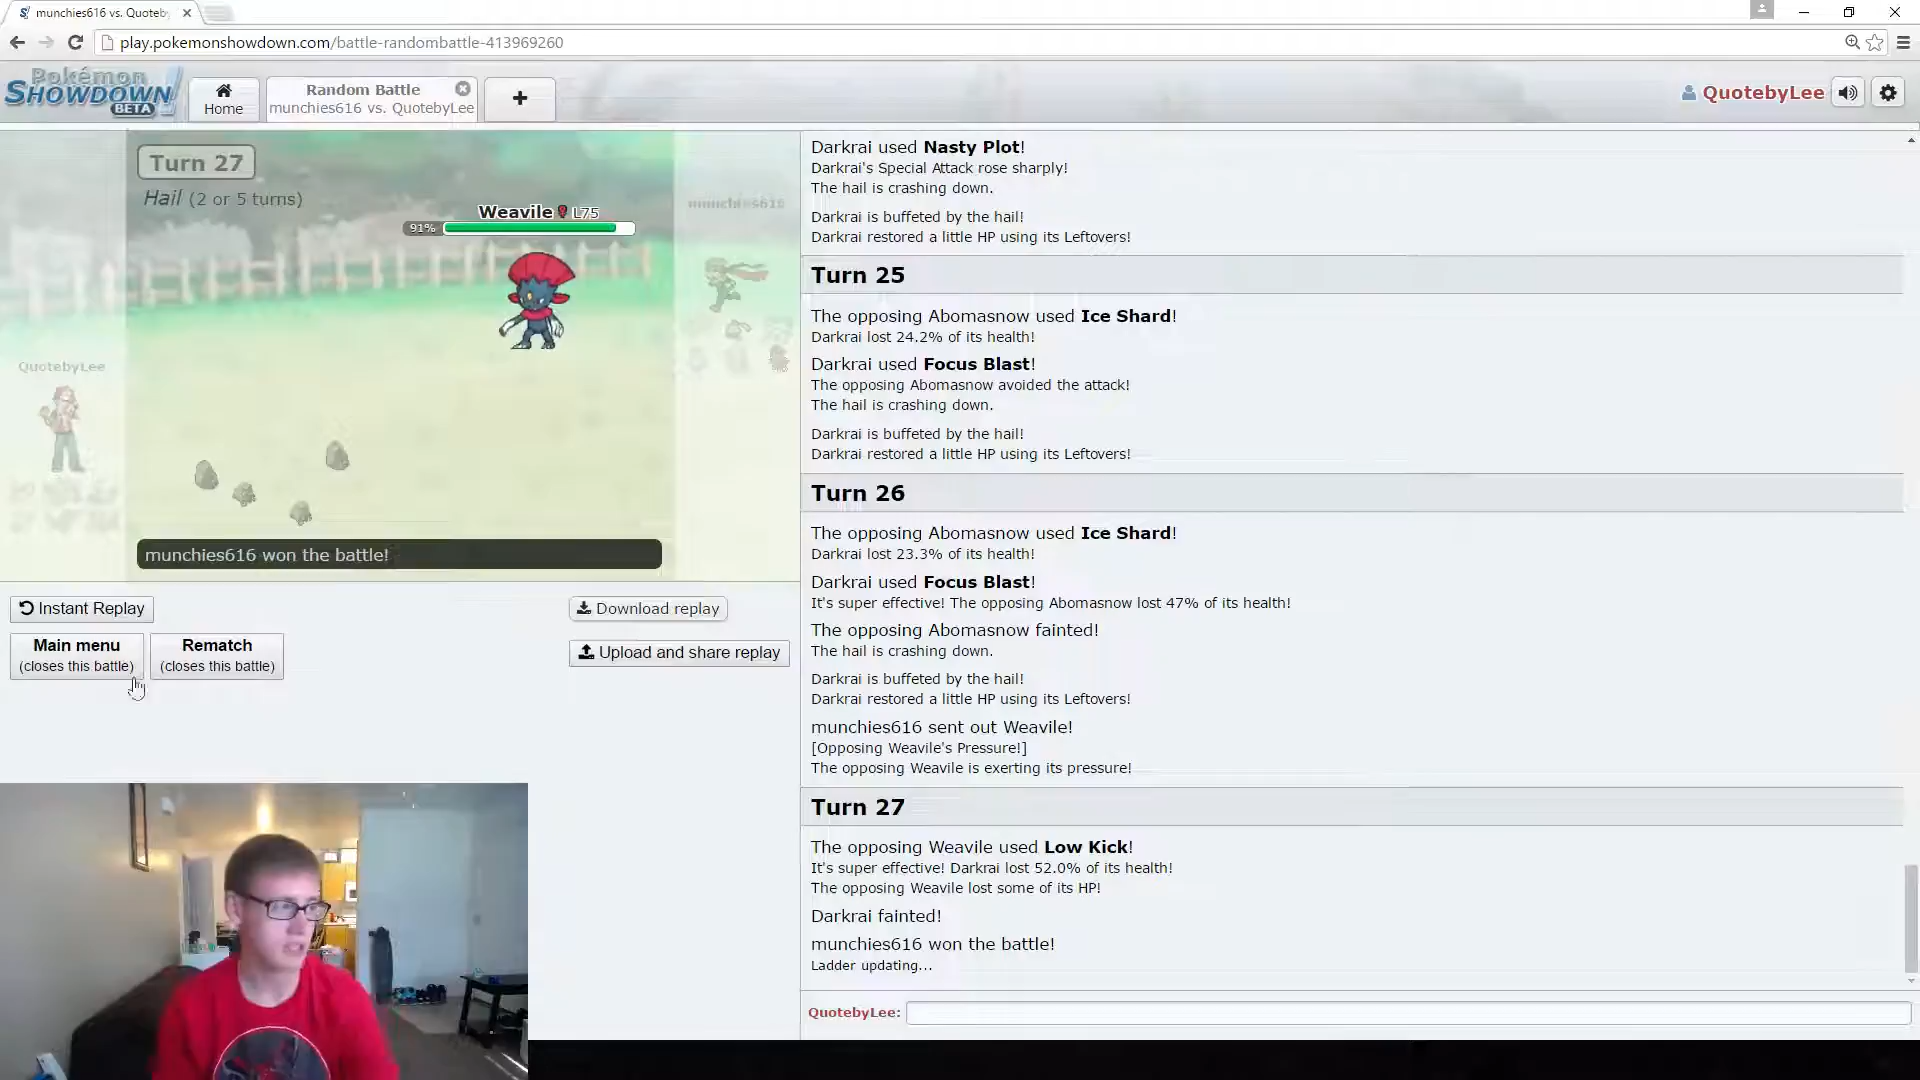 munchies616 vs. Quoteby
play.pokemonshowdown.com/battle-randombattle-413969260
Pokémon
SHOWDOWN!
BETA
Home
Random Battle
munchies616 vs. QuotebyLee
+
QuotebyLee
Turn 27
Hail (2 or 5 turns)
Weavile L75
91%
munchies616
QuotebyLee
munchies616 won the battle!
Instant Replay
Download replay
Main menu
(closes this battle)
Rematch
(closes this battle)
Upload and share replay
Darkrai used Nasty Plot!
Darkrai's Special Attack rose sharply!
The hail is crashing down.
Darkrai is buffeted by the hail!
Darkrai restored a little HP using its Leftovers!
Turn 25
The opposing Abomasnow used Ice Shard!
Darkrai lost 24.2% of its health!
Darkrai used Focus Blast!
The opposing Abomasnow avoided the attack!
The hail is crashing down.
Darkrai is buffeted by the hail!
Darkrai restored a little HP using its Leftovers!
Turn 26
The opposing Abomasnow used Ice Shard!
Darkrai lost 23.3% of its health!
Darkrai used Focus Blast!
It's super effective! The opposing Abomasnow lost 47% of its health!
The opposing Abomasnow fainted!
The hail is crashing down.
Darkrai is buffeted by the hail!
Darkrai restored a little HP using its Leftovers!
munchies616 sent out Weavile!
[Opposing Weavile's Pressure!]
The opposing Weavile is exerting its pressure!
Turn 27
The opposing Weavile used Low Kick!
It's super effective! Darkrai lost 52.0% of its health!
The opposing Weavile lost some of its HP!
Darkrai fainted!
munchies616 won the battle!
Ladder updating...
QuotebyLee: